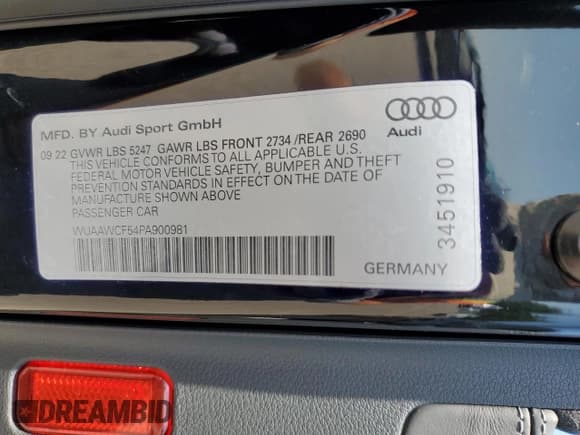 MFD. BY Audi Sport GmbH
09 22 GVWR LBS 5247 GAWR LBS FRONT 2734 /REAR 2690
THIS VEHICLE CONFORMS TO ALL APPLICABLE U.S.
FEDERAL MOTOR VEHICLE SAFETY, BUMPER AND THEFT
PREVENTION STANDARDS IN EFFECT ON THE DATE OF
MANUFACTURE SHOWN ABOVE
PASSENGER CAR
WUAAWCF54PA900981
Audi
3451910
GERMANY
DREAMBID